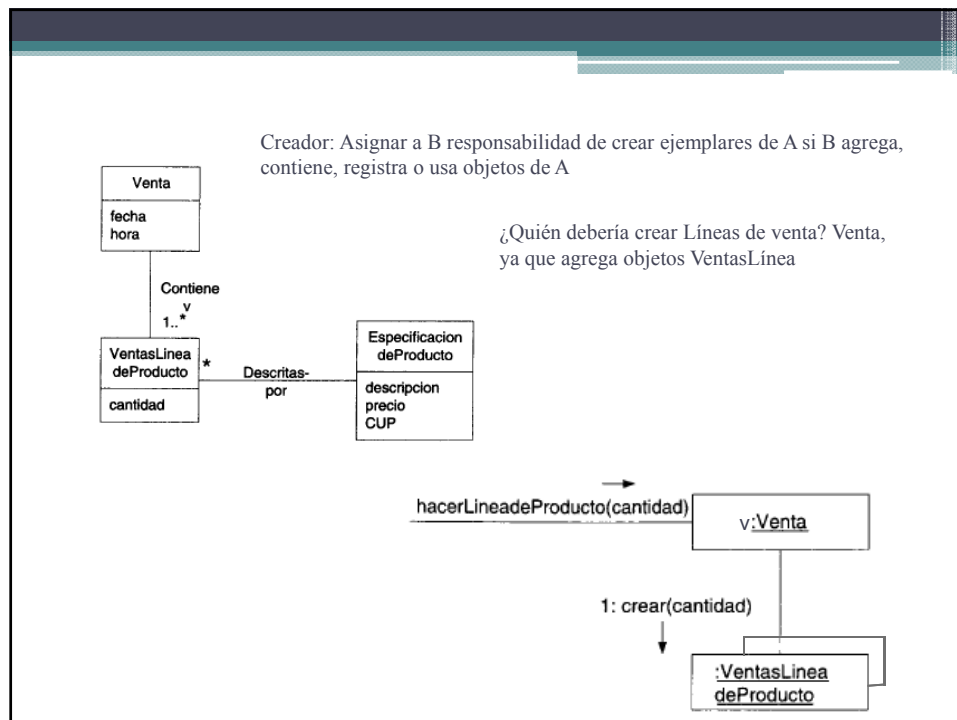 Creador: Asignar a B responsabilidad de crear ejemplares de A si B agrega,
contiene, registra o usa objetos de A
¿Quién debería crear Líneas de venta? Venta,
ya que agrega objetos VentasLínea
Venta
fecha
hora
Contiene
v
1..*
VentasLinea
deProducto
cantidad
*
Descritas-
por
Especificacion
deProducto
descripcion
precio
CUP
hacerLineadeProducto(cantidad)
v:Venta
1: crear(cantidad)
:VentasLinea
deProducto